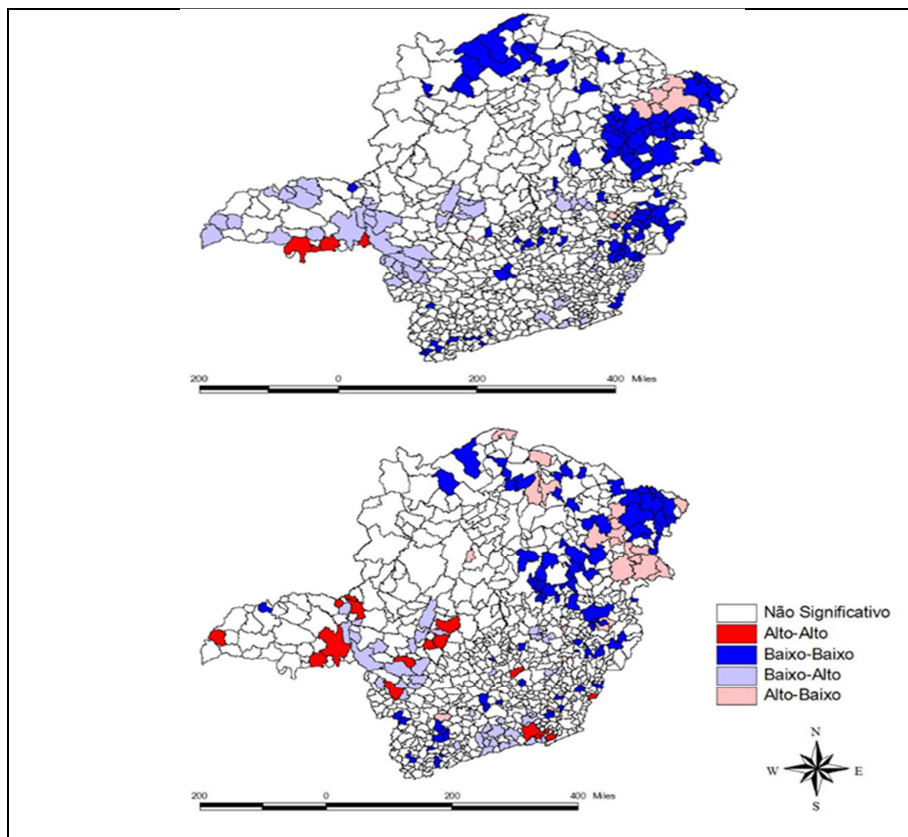 200 0 200 400 Miles
200 0 200 400 Miles
Não Significativo
Alto-Alto
Baixo-Baixo
Baixo-Alto
Alto-Baixo
N
W E
S